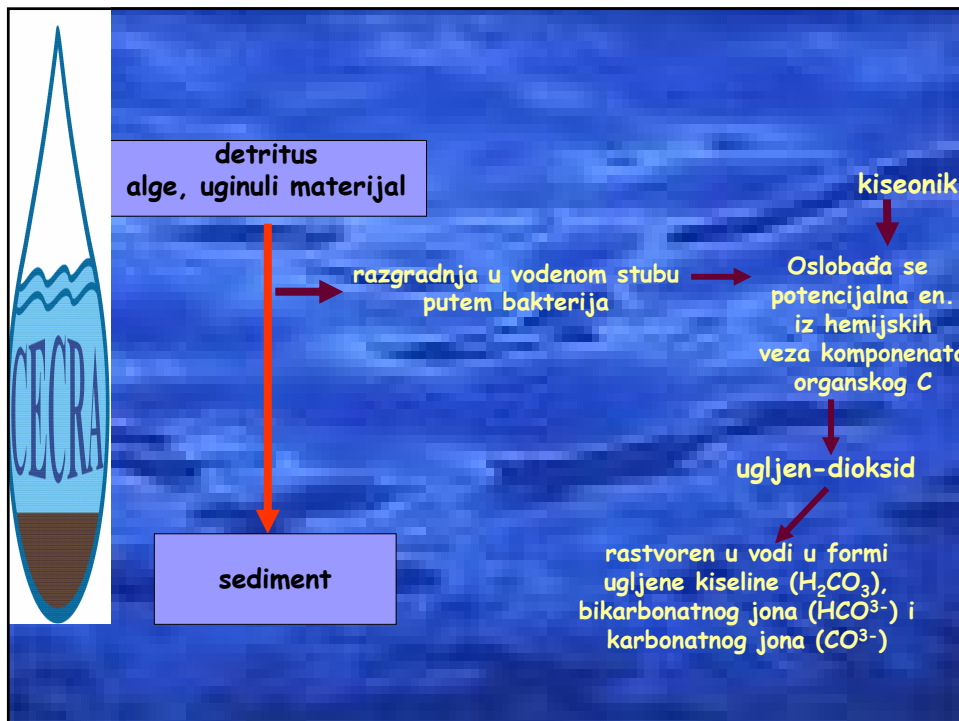 CECRA
detritus
alge, uginuli materijal
kiseonik
razgradnja u vodenom stubu
putem bakterija
Oslobađa se
potencijalna en.
iz hemijskih
veza komponenata
organskog C
ugljen-dioksid
sediment
rastvoren u vodi u formi
ugljene kiseline (H₂CO₃),
bikarbonatnog jona (HCO³⁻) i
karbonatnog jona (CO³⁻)